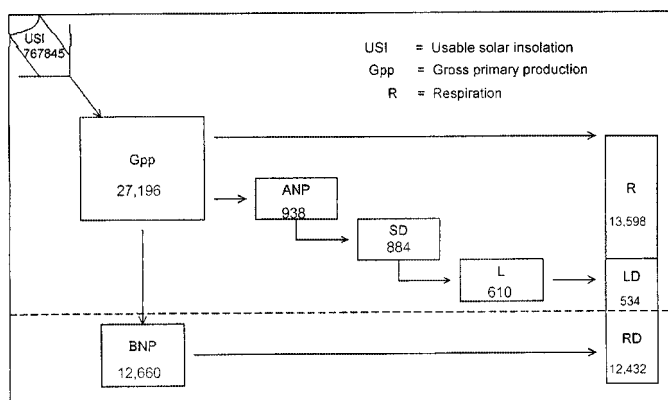 USI
767845
USI = Usable solar insolation
Gpp = Gross primary production
R = Respiration
Gpp
27,196
ANP
938
SD
884
L
610
R
13,598
LD
534
BNP
12,660
RD
12,432